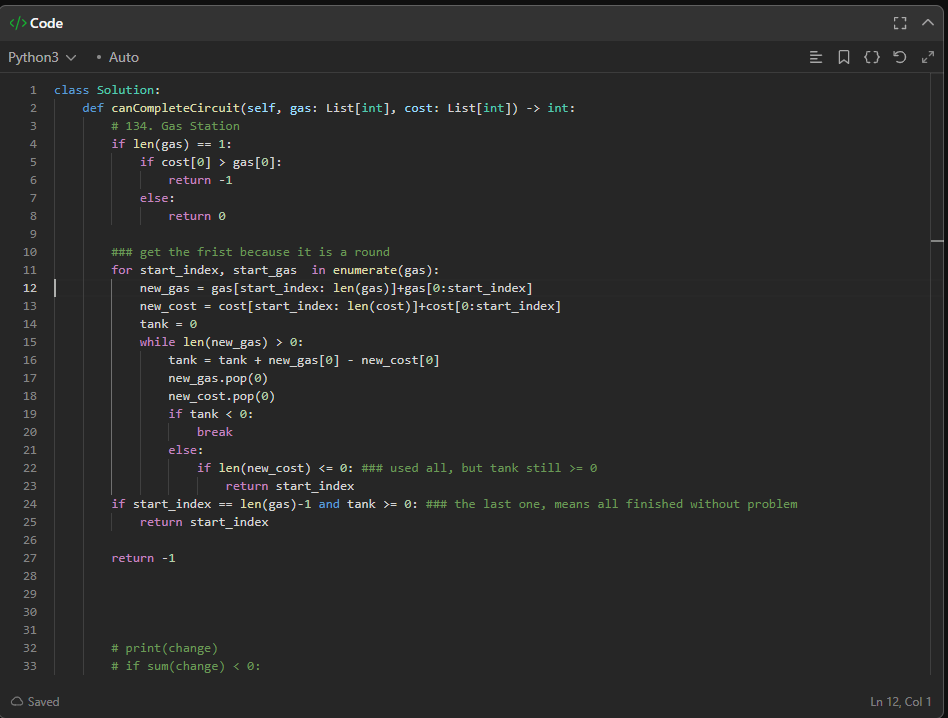 </> Code
Python3 • Auto
1 class Solution:
2     def canCompleteCircuit(self, gas: List[int], cost: List[int]) -> int:
3         # 134. Gas Station
4         if len(gas) == 1:
5             if cost[0] > gas[0]:
6                 return -1
7             else:
8                 return 0
9
10         ### get the frist because it is a round
11         for start_index, start_gas  in enumerate(gas):
12             new_gas = gas[start_index: len(gas)]+gas[0:start_index]
13             new_cost = cost[start_index: len(cost)]+cost[0:start_index]
14             tank = 0
15             while len(new_gas) > 0:
16                 tank = tank + new_gas[0] - new_cost[0]
17                 new_gas.pop(0)
18                 new_cost.pop(0)
19                 if tank < 0:
20                     break
21                 else:
22                     if len(new_cost) <= 0: ### used all, but tank still >= 0
23                         return start_index
24         if start_index == len(gas)-1 and tank >= 0: ### the last one, means all finished without problem
25             return start_index
26
27         return -1
28
29
30
31
32         # print(change)
33         # if sum(change) < 0:
Saved
Ln 12, Col 1